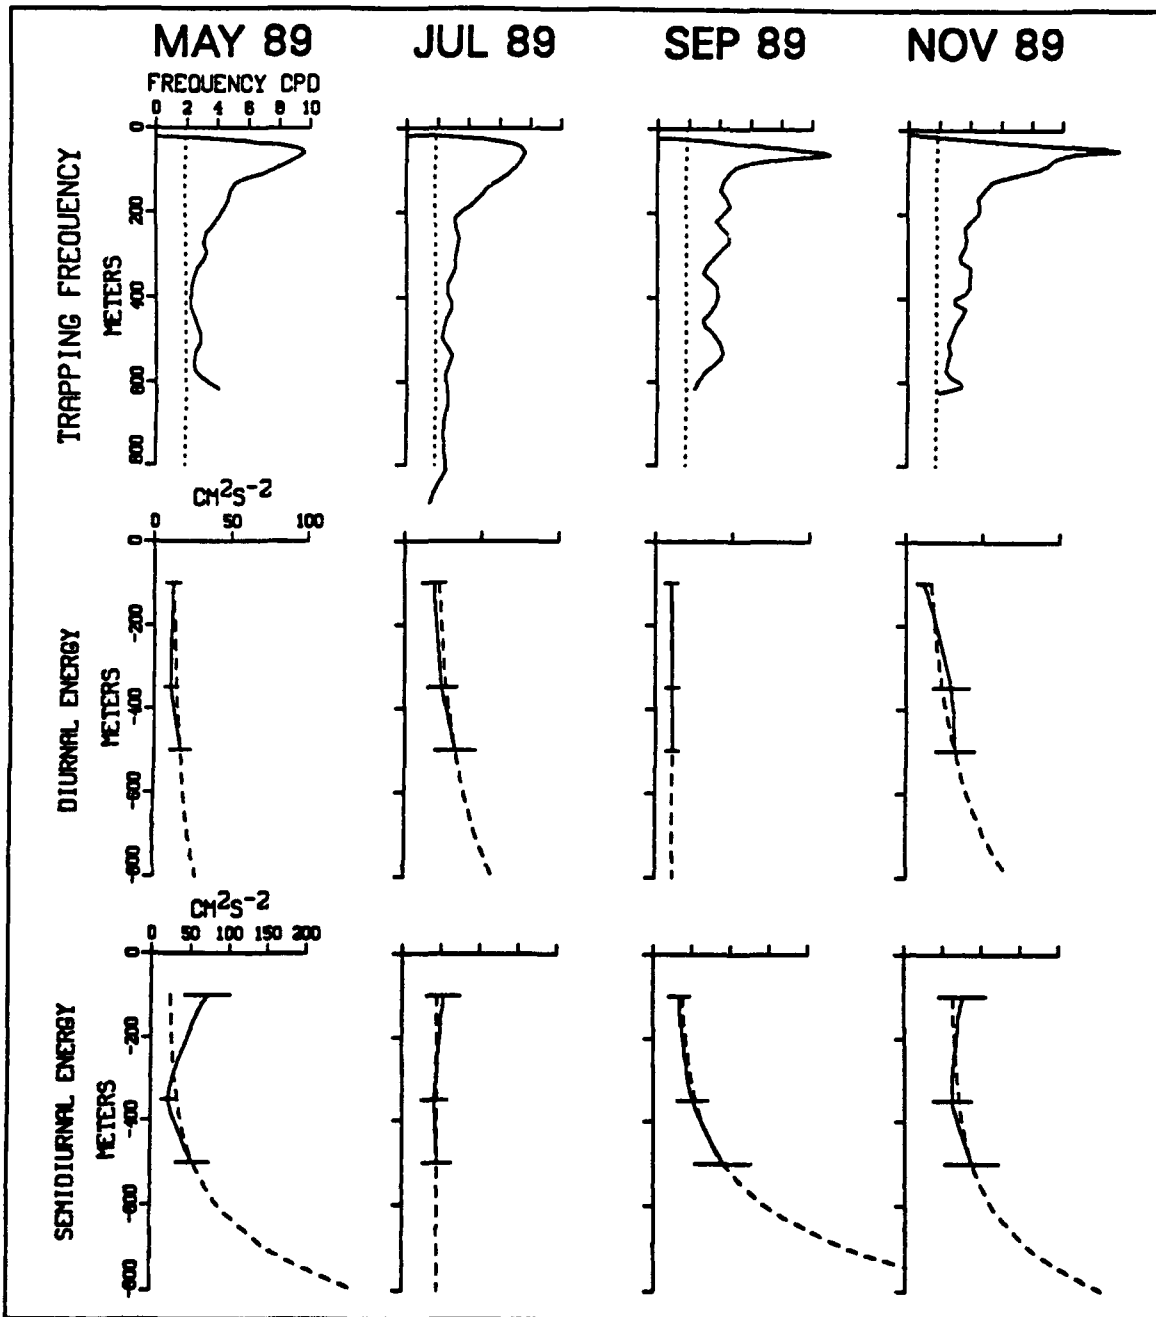 MAY 89 JUL 89 SEP 89 NOV 89
FREQUENCY CPD
0 2 4 6 8 10
TRAPPING FREQUENCY
METERS
0
-200
-400
-600
-800
CM²S⁻²
0 50 100
DIURNAL ENERGY
METERS
0
-200
-400
-600
-800
CM²S⁻²
0 50 100 150 200
SEMIDIURNAL ENERGY
METERS
0
-200
-400
-600
-800